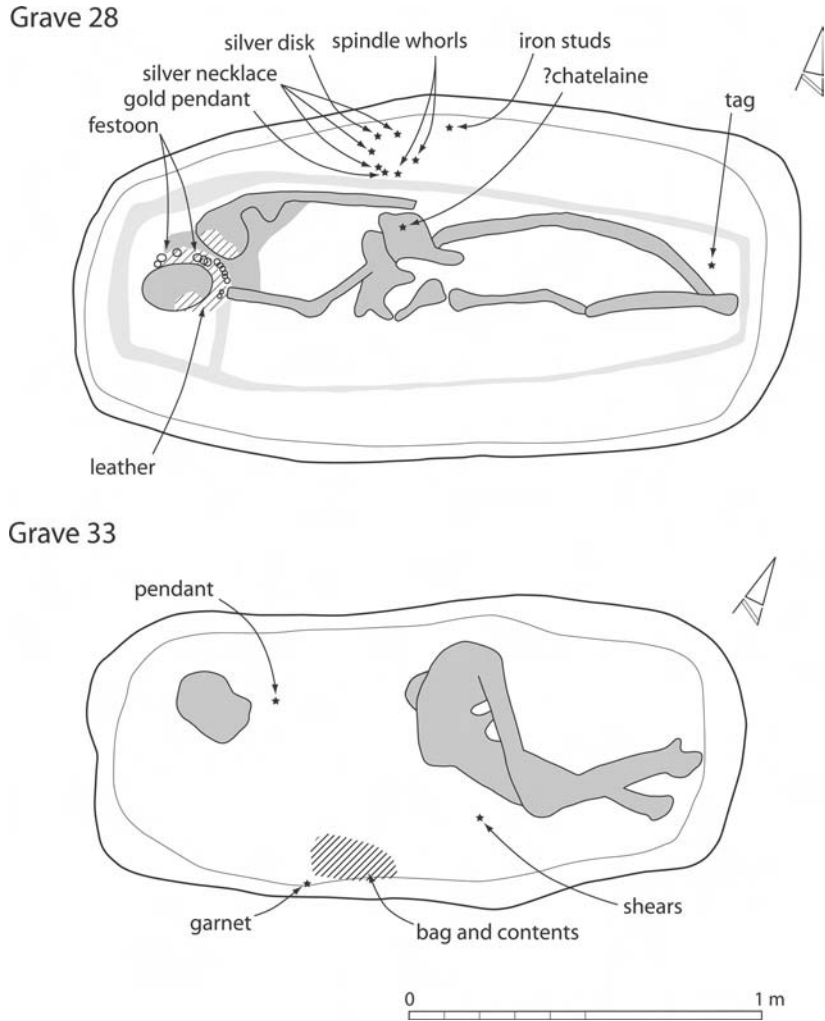 Grave 28
silver disk
spindle whorls
iron studs
silver necklace
?chatelaine
gold pendant
tag
festoon
leather
Grave 33
pendant
garnet
bag and contents
shears
0
1 m